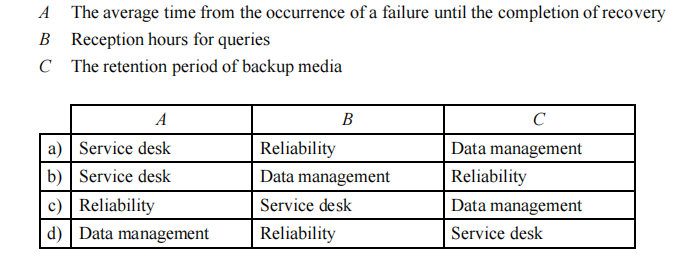 A The average time from the occurrence of a failure until the completion of recovery
B Reception hours for queries
C The retention period of backup media
A B C
a) Service desk Reliability Data management
b) Service desk Data management Reliability
c) Reliability Service desk Data management
d) Data management Reliability Service desk